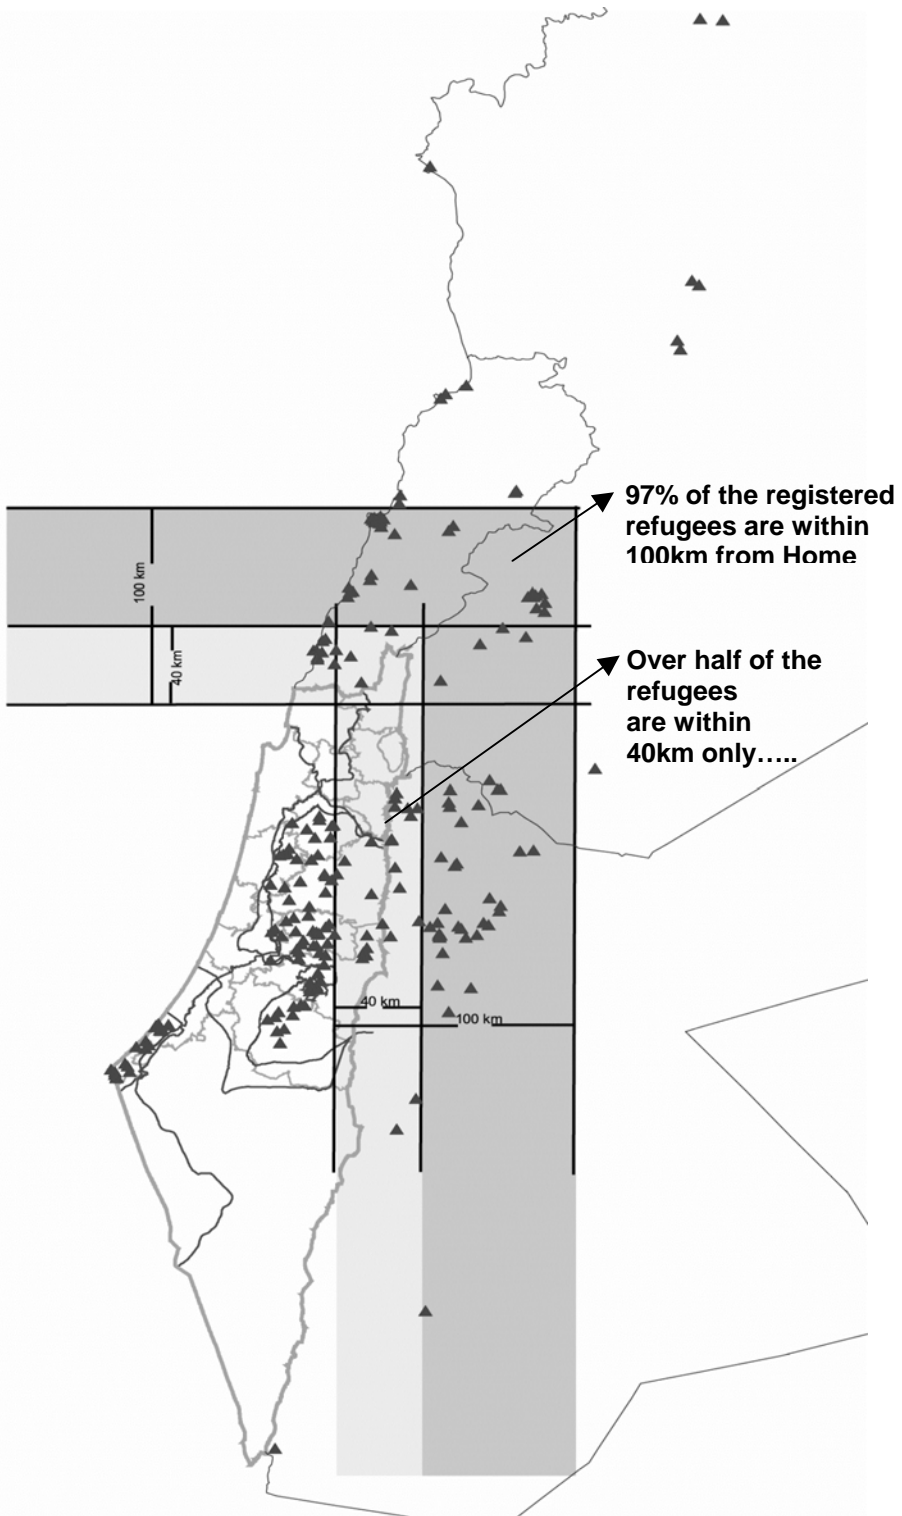 97% of the registered
refugees are within
100km from Home
100 km
40 km
Over half of the
refugees
are within
40km only…..
40 km
100 km